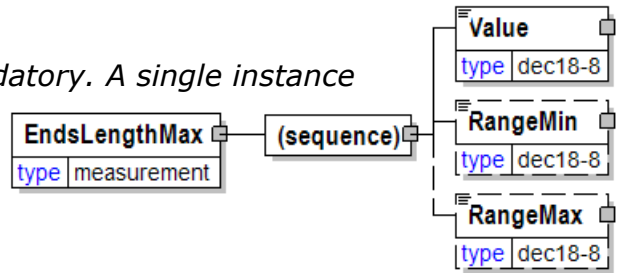 Value
type dec18-8
datory. A single instance
EndsLengthMax
type measurement
(sequence)
RangeMin
type dec18-8
RangeMax
type dec18-8